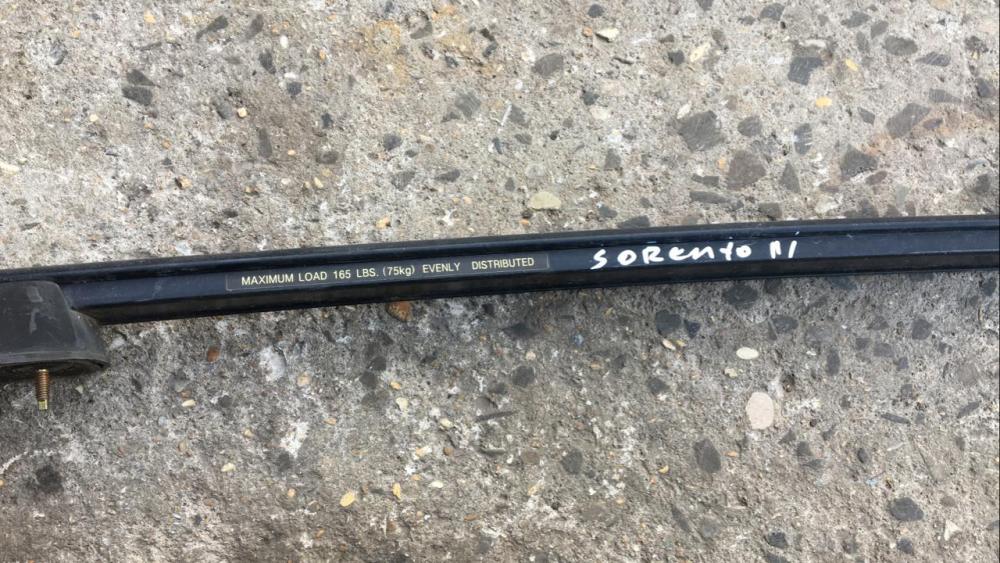 MAXIMUM LOAD 165 LBS. (75kg) EVENLY DISTRIBUTED
SORENTO